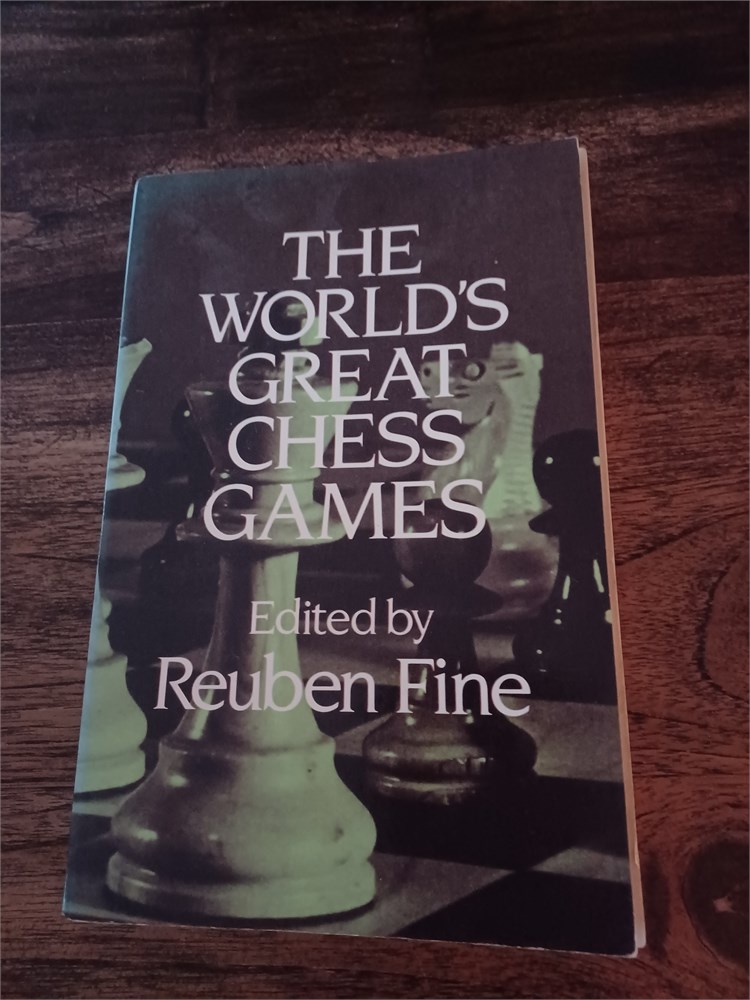 THE
WORLD'S
GREAT
CHESS
GAMES
Edited by
Reuben Fine